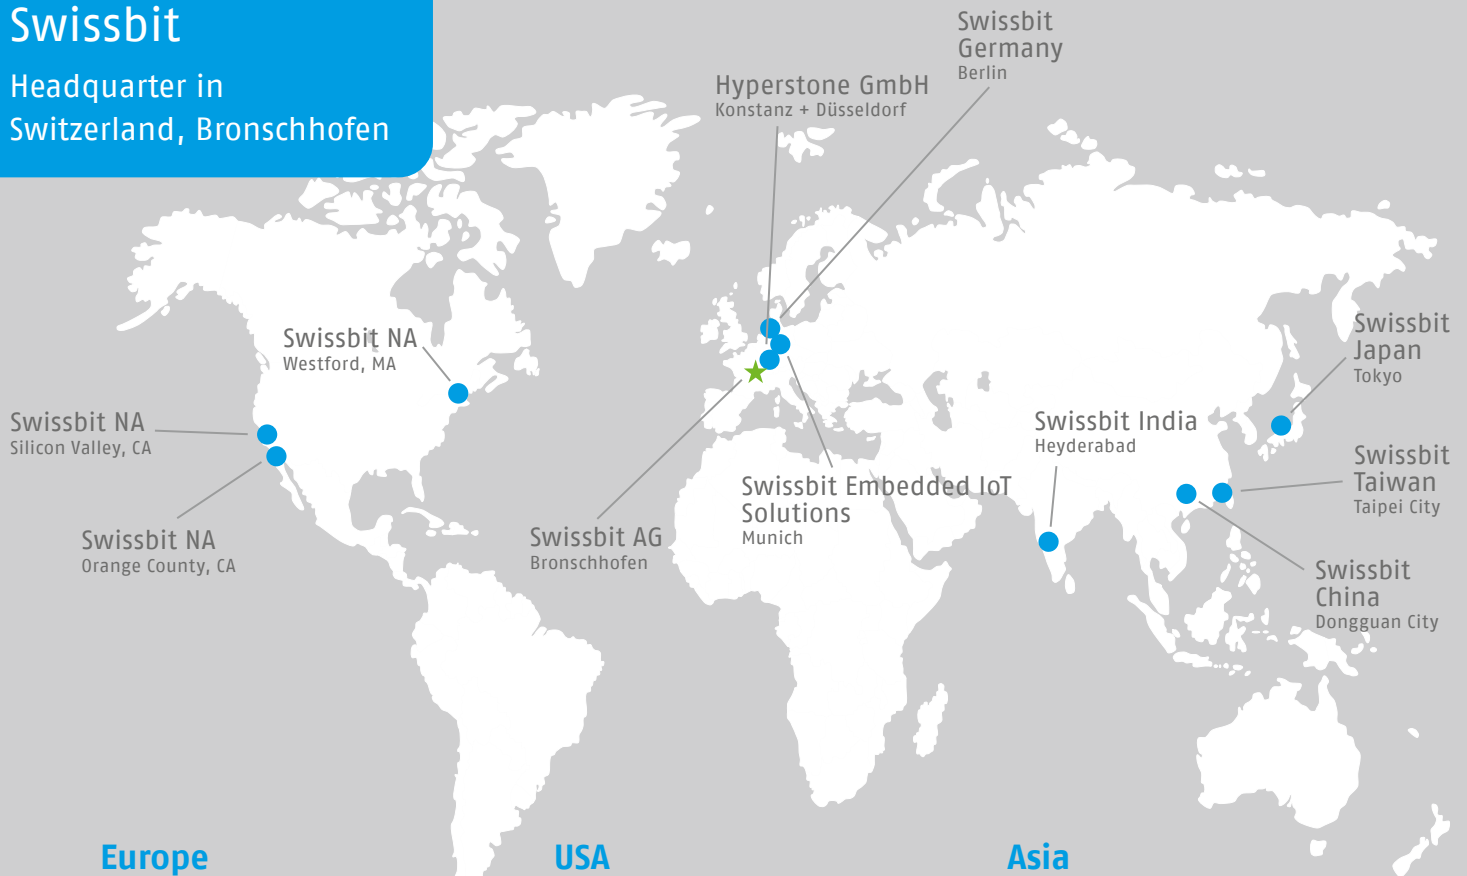 Swissbit
Headquarter in
Switzerland, Bronschhofen
Swissbit
Germany
Berlin
Hyperstone GmbH
Konstanz + Düsseldorf
Swissbit NA
Westford, MA
Swissbit
Japan
Tokyo
Swissbit NA
Silicon Valley, CA
Swissbit India
Heyderabad
Swissbit
Taiwan
Taipei City
Swissbit Embedded IoT
Solutions
Munich
Swissbit NA
Orange County, CA
Swissbit AG
Bronschhofen
Swissbit
China
Dongguan City
Europe
USA
Asia